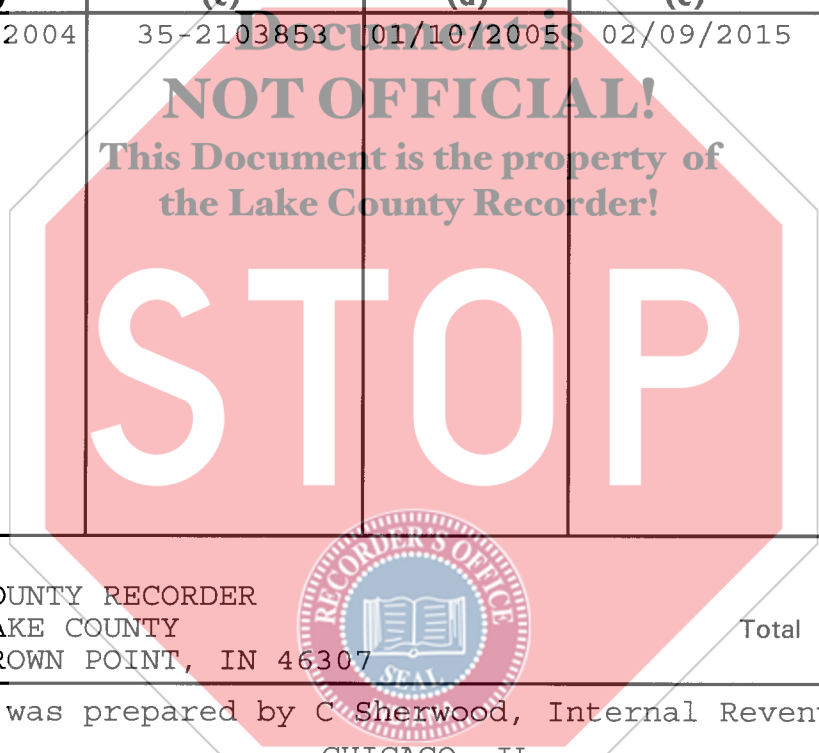 (c) (d) (e)
2004 35-2103853 01/10/2005 02/09/2015
Document is
NOT OFFICIAL!
This Document is the property of
the Lake County Recorder!
STOP
RECORDER'S OFFICE
SEAL
OUNTY RECORDER
AKE COUNTY
Total
ROWN POINT, IN 46307
was prepared by C Sherwood, Internal Reven
CHICAGO, IL